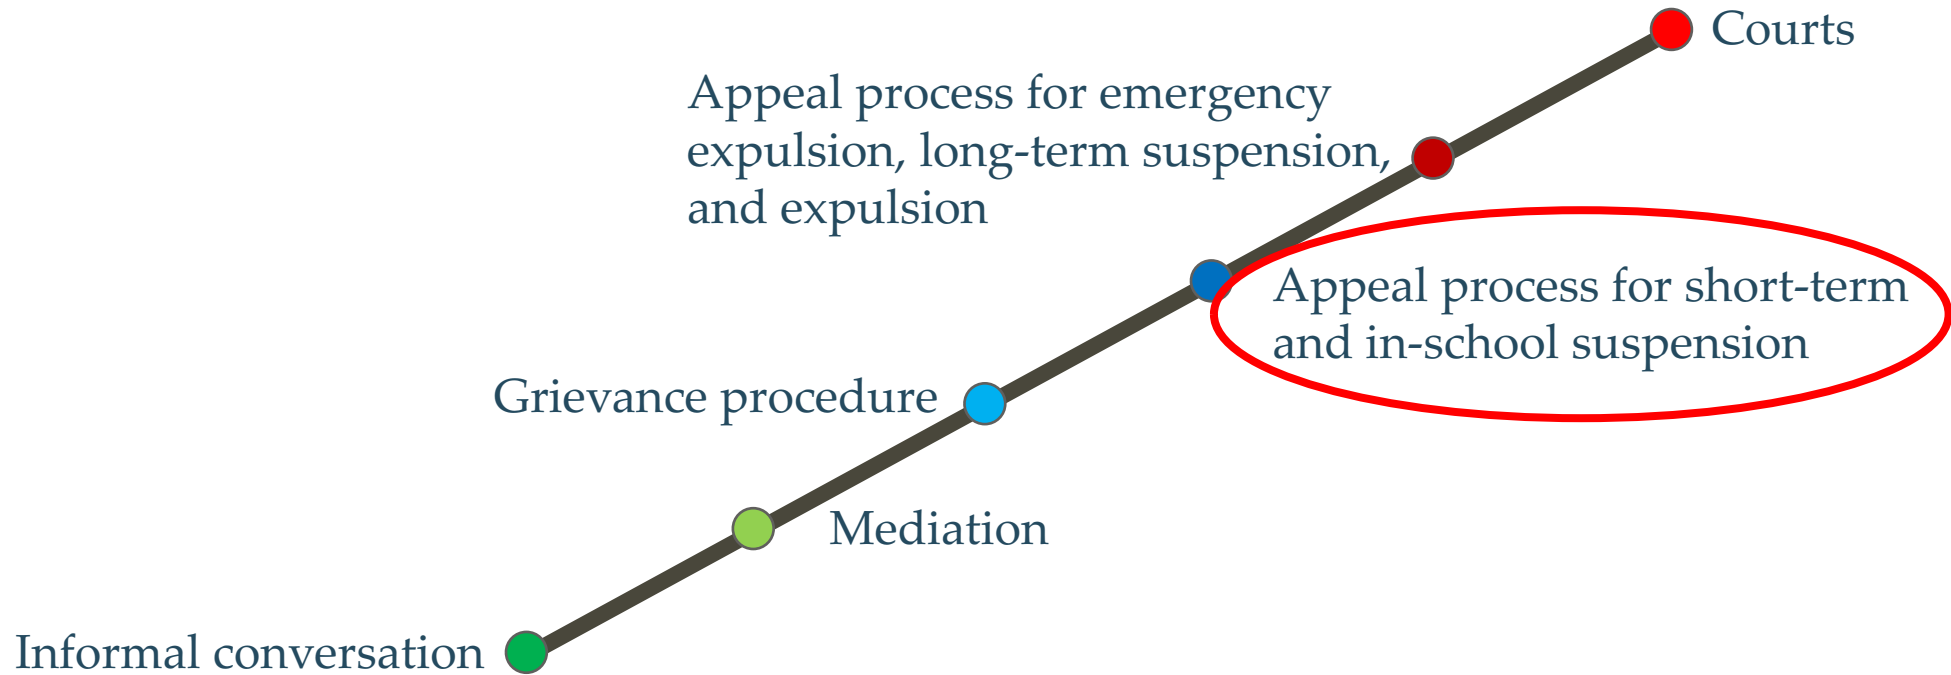 Courts
Appeal process for emergency
expulsion, long-term suspension,
and expulsion
Appeal process for short-term
and in-school suspension
Grievance procedure
Mediation
Informal conversation